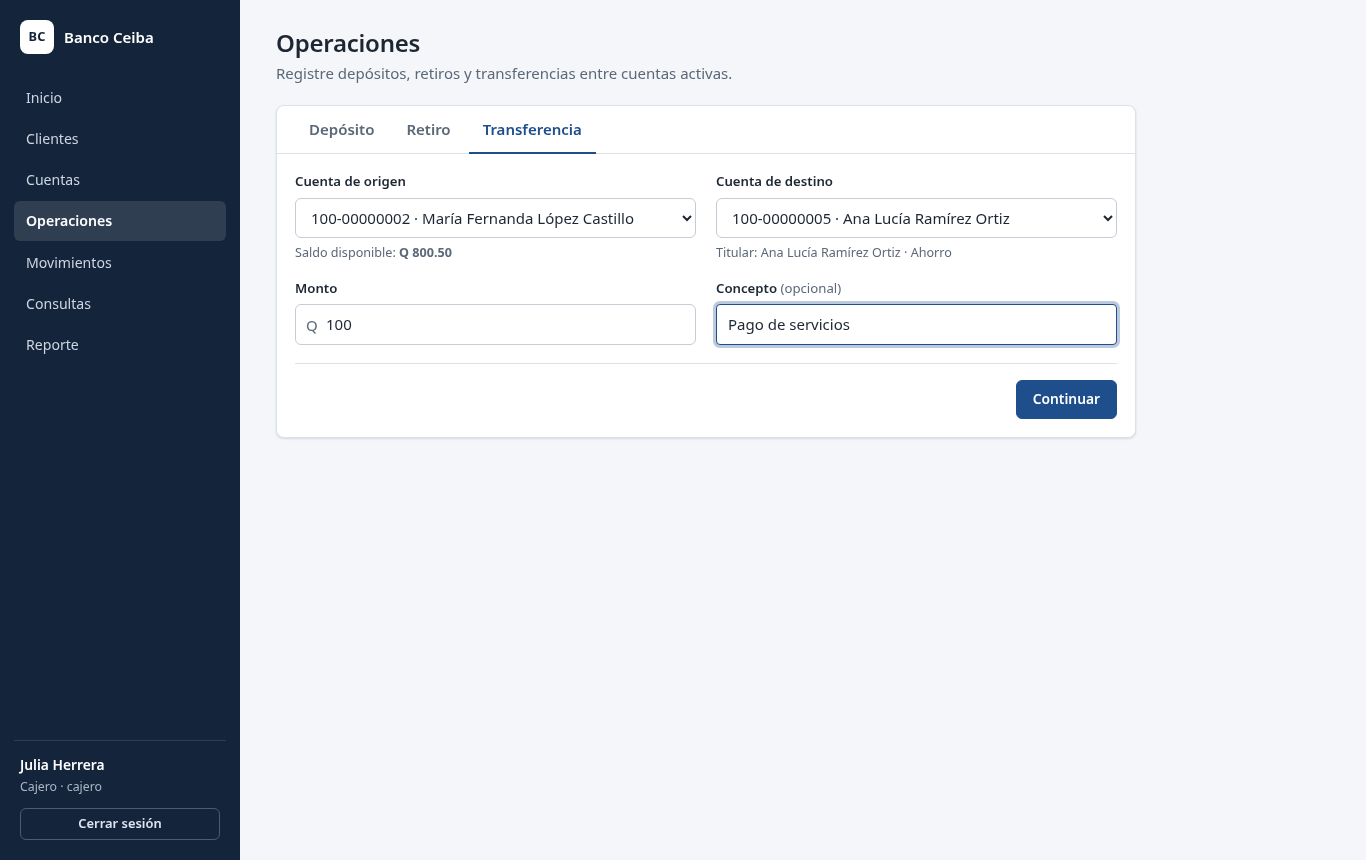 BC
Banco Ceiba
Inicio
Clientes
Cuentas
Operaciones
Movimientos
Consultas
Reporte
Julia Herrera
Cajero · cajero
Cerrar sesión
Operaciones
Registre depósitos, retiros y transferencias entre cuentas activas.
Depósito Retiro Transferencia
Cuenta de origen
100-00000002 · María Fernanda López Castillo
Saldo disponible: Q 800.50
Cuenta de destino
100-00000005 · Ana Lucía Ramírez Ortiz
Titular: Ana Lucía Ramírez Ortiz · Ahorro
Monto
Q 100
Concepto (opcional)
Pago de servicios
Continuar